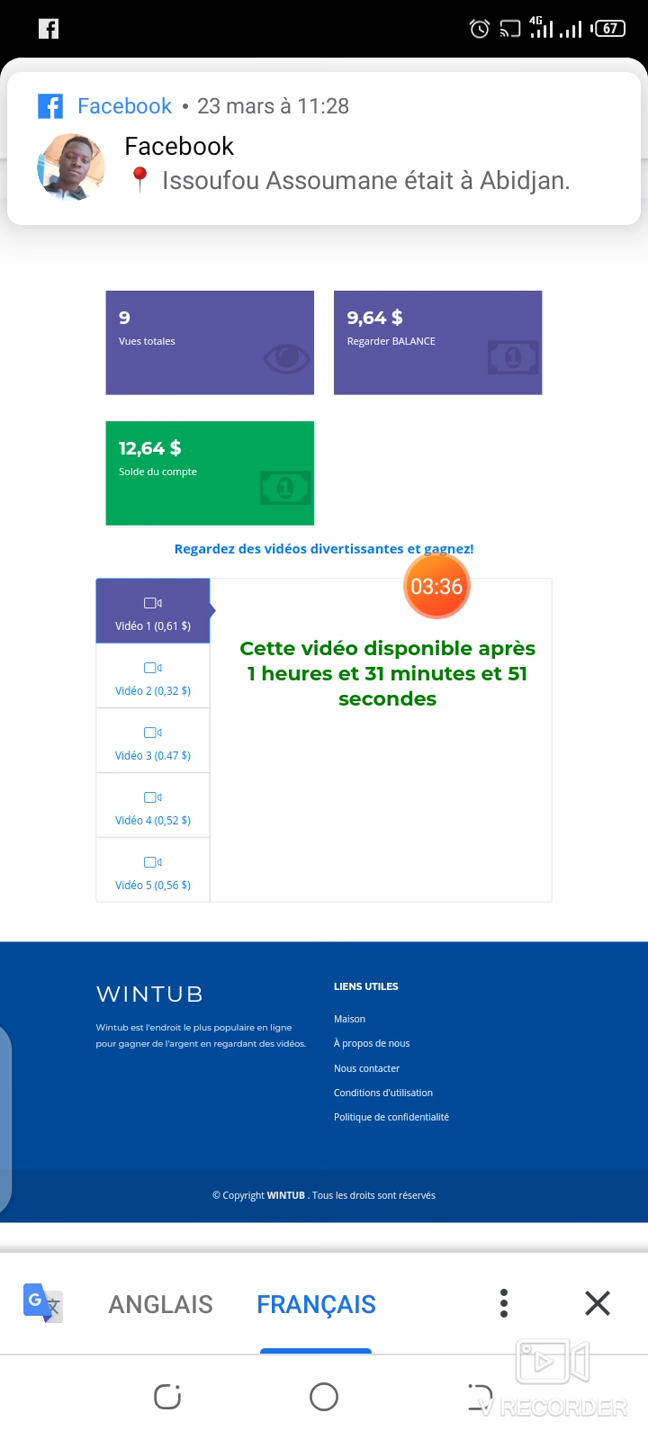 4G
67
Facebook • 23 mars à 11:28
Facebook
📍 Issoufou Assoumane était à Abidjan.
9
Vues totales
9,64 $
Regarder BALANCE
1
12,64 $
Solde du compte
1
Regardez des vidéos divertissantes et gagnez!
03:36
Vidéo 1 (0,61 $)
Vidéo 2 (0,32 $)
Vidéo 3 (0.47 $)
Vidéo 4 (0,52 $)
Vidéo 5 (0,56 $)
Cette vidéo disponible après
1 heures et 31 minutes et 51
secondes
WINTUB
Wintub est l'endroit le plus populaire en ligne
pour gagner de l'argent en regardant des vidéos.
LIENS UTILES
Maison
À propos de nous
Nous contacter
Conditions d'utilisation
Politique de confidentialité
© Copyright WINTUB . Tous les droits sont réservés
G
ANGLAIS
FRANÇAIS
V RECORDER